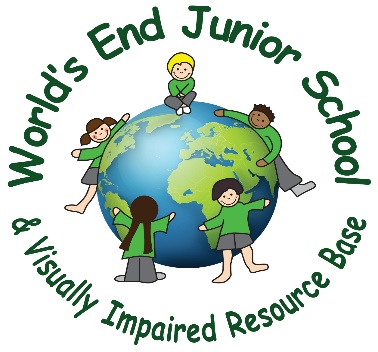 World's End Junior School
& Visually Impaired Resource Base